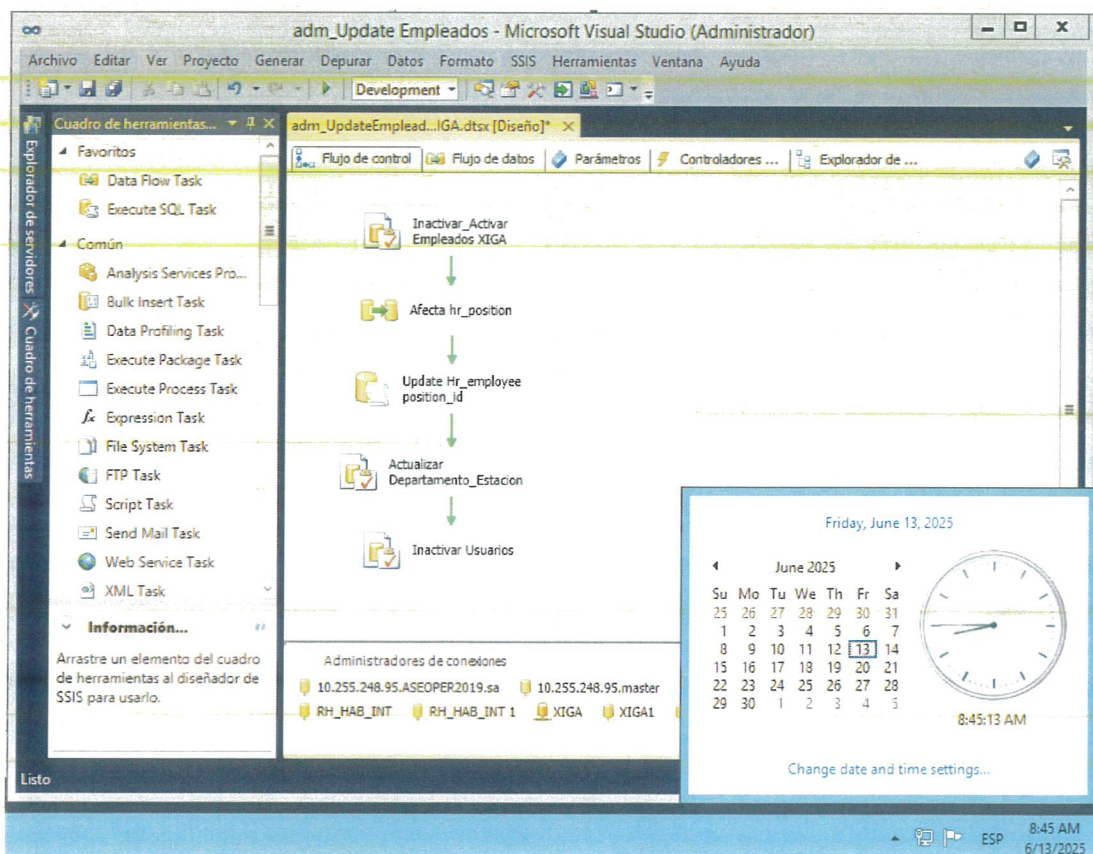 adm_Update Empleados - Microsoft Visual Studio (Administrador)
Archivo Editar Ver Proyecto Generar Depurar Datos Formato SSIS Herramientas Ventana Ayuda
Development
Explorador de servidores
Cuadro de herramientas
Cuadro de herramientas...
Favoritos
Data Flow Task
Execute SQL Task
Común
Analysis Services Pro...
Bulk Insert Task
Data Profiling Task
Execute Package Task
Execute Process Task
Expression Task
File System Task
FTP Task
Script Task
Send Mail Task
Web Service Task
XML Task
Información...
Arrastre un elemento del cuadro
de herramientas al diseñador de
SSIS para usarlo.
adm_UpdateEmplead...IGA.dtsx [Diseño]*
Flujo de control Flujo de datos Parámetros Controladores ... Explorador de ...
Inactivar_Activar
Empleados XIGA
Afecta hr_position
Update Hr_employee
position_id
Actualizar
Departamento_Estacion
Inactivar Usuarios
Administradores de conexiones
10.255.248.95.ASEOPER2019.sa 10.255.248.95.master
RH_HAB_INT RH_HAB_INT 1 XIGA XIGA1
Listo
Friday, June 13, 2025
June 2025
Su Mo Tu We Th Fr Sa
25 26 27 28 29 30 31
1 2 3 4 5 6 7
8 9 10 11 12 13 14
15 16 17 18 19 20 21
22 23 24 25 26 27 28
29 30 1 2 3 4 5
8:45:13 AM
Change date and time settings...
ESP
8:45 AM
6/13/2025